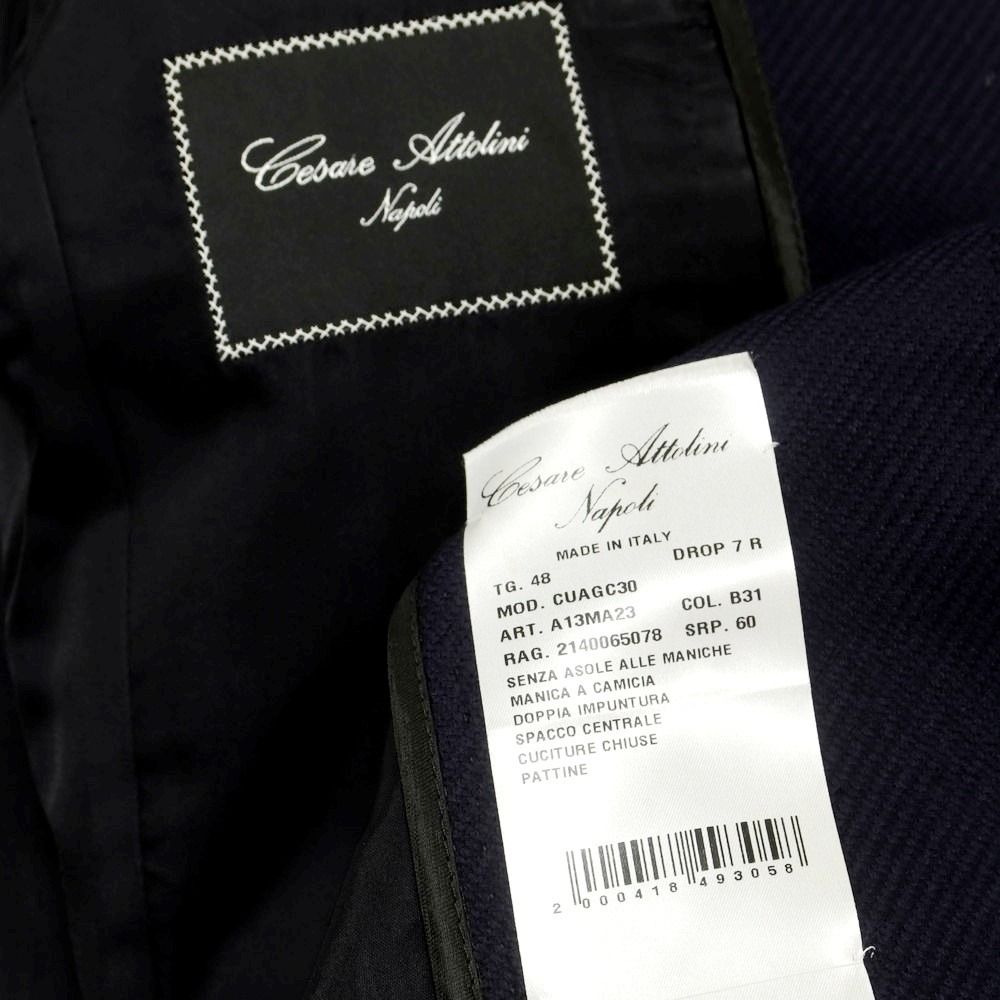 Cesare Attolini
Napoli
Cesare Attolini
Napoli
MADE IN ITALY
TG. 48 DROP 7 R
MOD. CUAGC30
ART. A13MA23 COL. B31
RAG. 2140065078 SRP. 60
SENZA ASOLE ALLE MANICHE
MANICA A CAMICIA
DOPPIA IMPUNTURA
SPACCO CENTRALE
CUCITURE CHIUSE
PATTINE
2 000418 493058